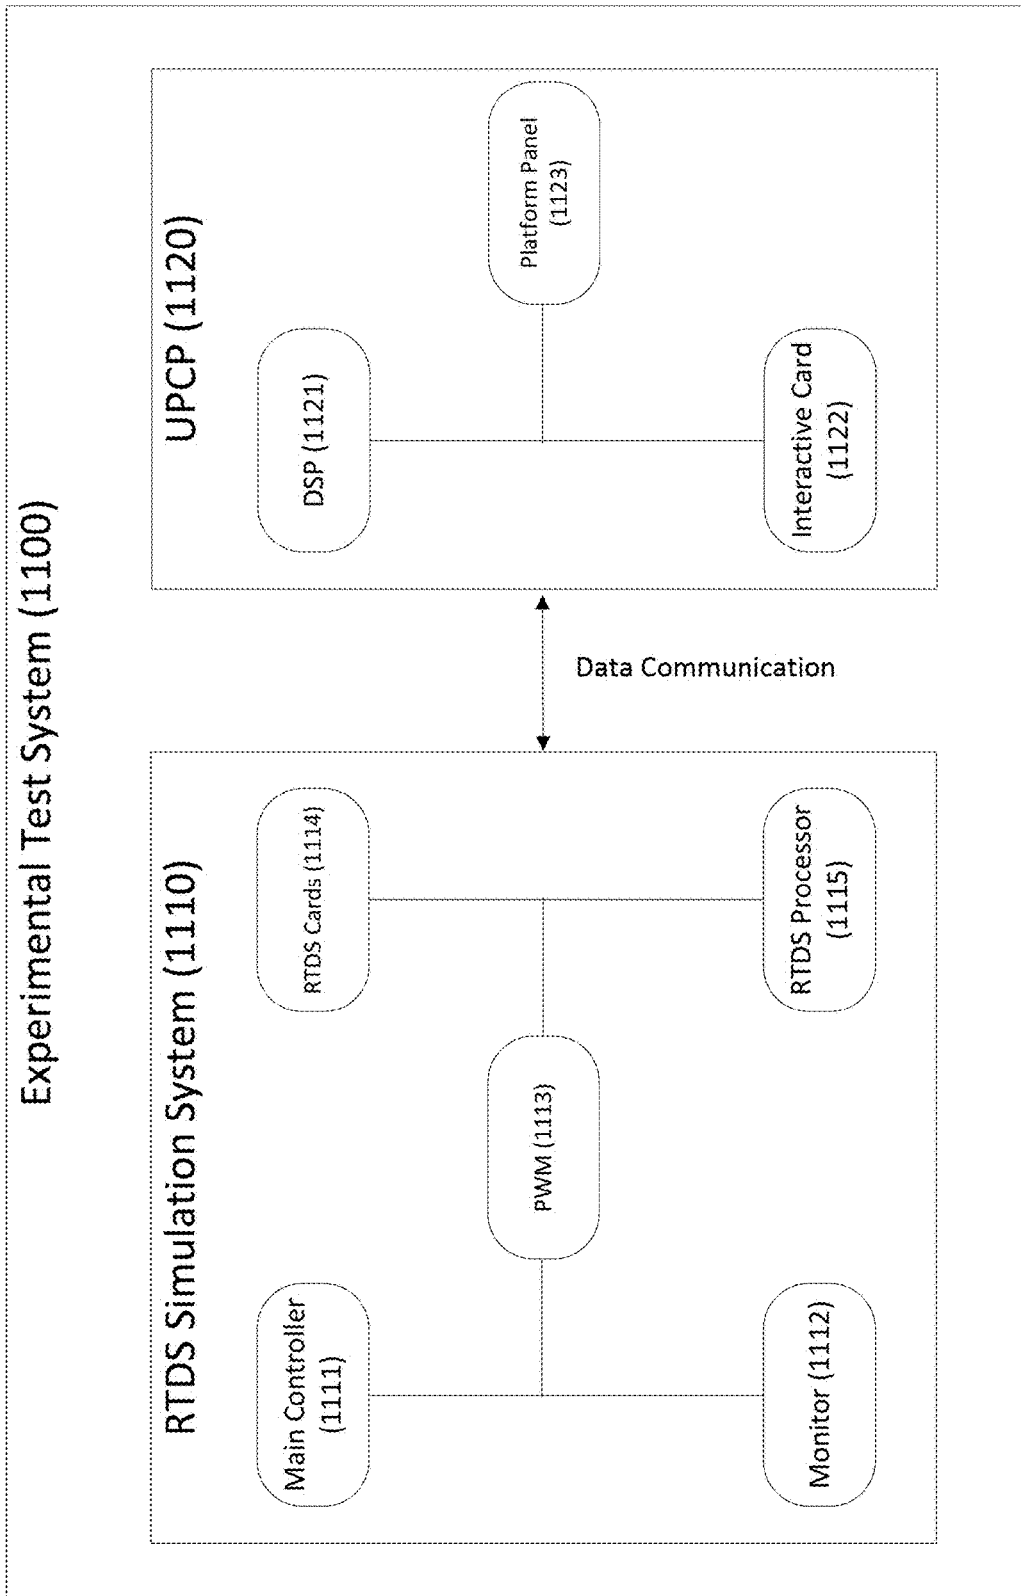 Experimental Test System (1100)
RTDS Simulation System (1110)
Main Controller
(1111)
Monitor (1112)
PWM (1113)
RTDS Cards (1114)
RTDS Processor
(1115)
Data Communication
UPCP (1120)
DSP (1121)
Interactive Card
(1122)
Platform Panel
(1123)